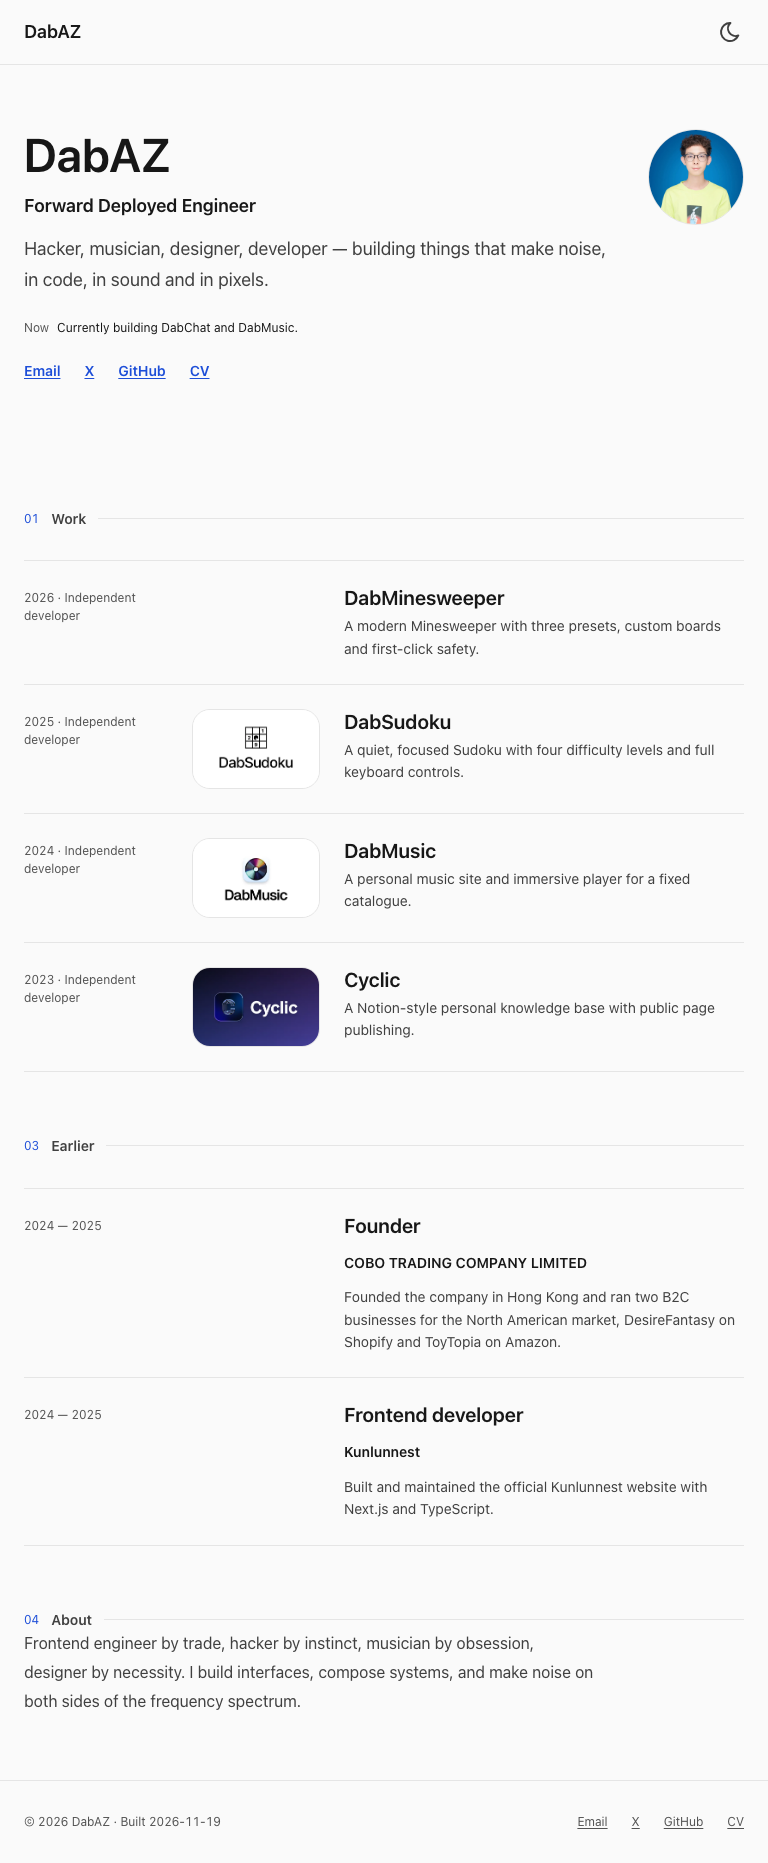 DabAZ
DabAZ
Forward Deployed Engineer
Hacker, musician, designer, developer — building things that make noise,
in code, in sound and in pixels.
Now Currently building DabChat and DabMusic.
Email X GitHub CV
01 Work
2026 · Independent
developer
DabMinesweeper
A modern Minesweeper with three presets, custom boards
and first-click safety.
2025 · Independent
developer
DabSudoku
DabSudoku
A quiet, focused Sudoku with four difficulty levels and full
keyboard controls.
2024 · Independent
developer
DabMusic
DabMusic
A personal music site and immersive player for a fixed
catalogue.
2023 · Independent
developer
Cyclic
Cyclic
A Notion-style personal knowledge base with public page
publishing.
03 Earlier
2024 — 2025
Founder
COBO TRADING COMPANY LIMITED
Founded the company in Hong Kong and ran two B2C
businesses for the North American market, DesireFantasy on
Shopify and ToyTopia on Amazon.
2024 — 2025
Frontend developer
Kunlunnest
Built and maintained the official Kunlunnest website with
Next.js and TypeScript.
04 About
Frontend engineer by trade, hacker by instinct, musician by obsession,
designer by necessity. I build interfaces, compose systems, and make noise on
both sides of the frequency spectrum.
© 2026 DabAZ · Built 2026-11-19
Email X GitHub CV